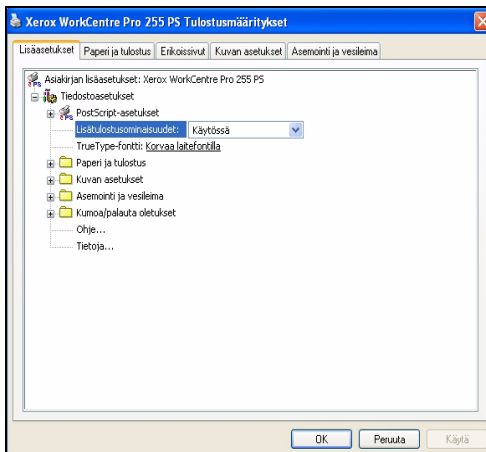 Xerox WorkCentre Pro 255 PS Tulostusmääritykset
Lisäasetukset Paperi ja tulostus Erikoissivut Kuvan asetukset Asemointi ja vesileima
Asiakirjan lisäasetukset: Xerox WorkCentre Pro 255 PS
Tiedostoasetukset
PostScript-asetukset
Lisätulostusominaisuudet: Käytössä
TrueType-fontti: Korvaa laitefontilla
Paperi ja tulostus
Kuvan asetukset
Asemointi ja vesileima
Kumoa/palauta oletukset
Ohje...
Tietoja...
OK Peruuta Käytä